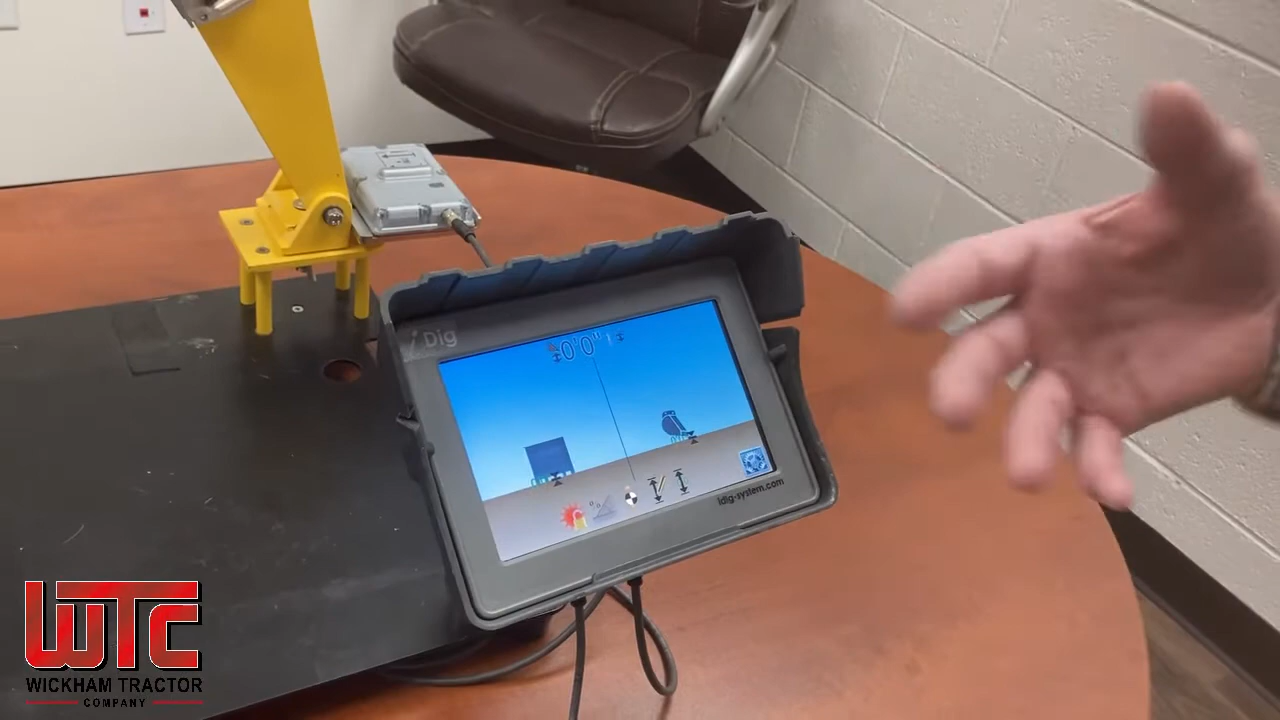 iDig
0'0"
idig-system.com
WTC
WICKHAM TRACTOR
COMPANY